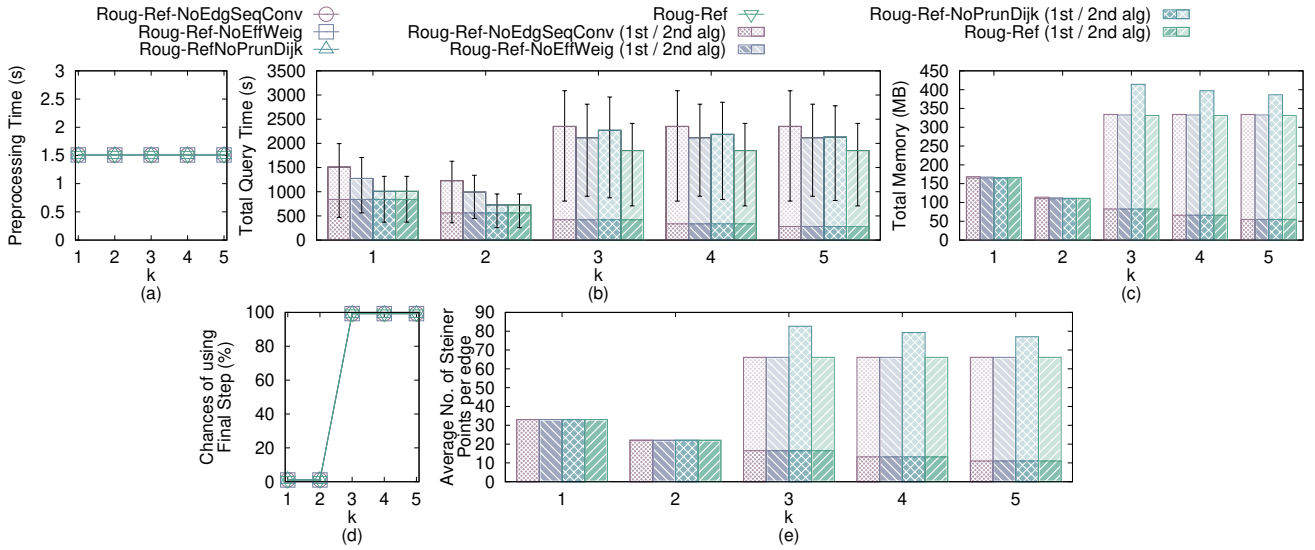 Roug-Ref-NoEdgSeqConv
Roug-Ref-NoEffWeig
Roug-RefNoPrunDijk
Roug-Ref
Roug-Ref-NoEdgSeqConv (1st / 2nd alg)
Roug-Ref-NoEffWeig (1st / 2nd alg)
Roug-Ref-NoPrunDijk (1st / 2nd alg)
Roug-Ref (1st / 2nd alg)
Preprocessing Time (s)
3
2.5
2
1.5
1
0.5
0
1 2 3 4 5
k
(a)
Total Query Time (s)
3500
3000
2500
2000
1500
1000
500
0
1 2 3 4 5
k
(b)
Total Memory (MB)
450
400
350
300
250
200
150
100
50
0
1 2 3 4 5
k
(c)
Chances of using
Final Step (%)
100
80
60
40
20
0
1 2 3 4 5
k
(d)
Average No. of Steiner
Points per edge
90
80
70
60
50
40
30
20
10
0
1 2 3 4 5
k
(e)